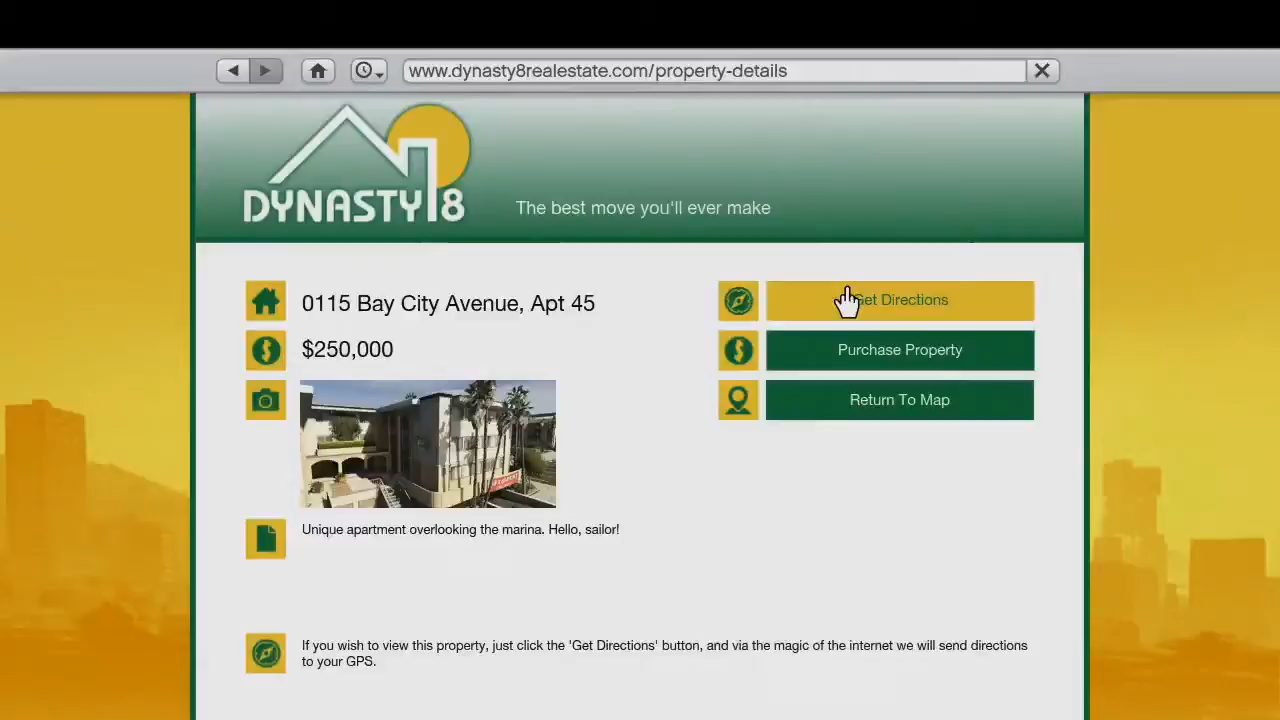 www.dynasty8realestate.com/property-details
DYNASTY 8
The best move you'll ever make
0115 Bay City Avenue, Apt 45
$250,000
Unique apartment overlooking the marina. Hello, sailor!
Get Directions
Purchase Property
Return To Map
If you wish to view this property, just click the 'Get Directions' button, and via the magic of the internet we will send directions
to your GPS.